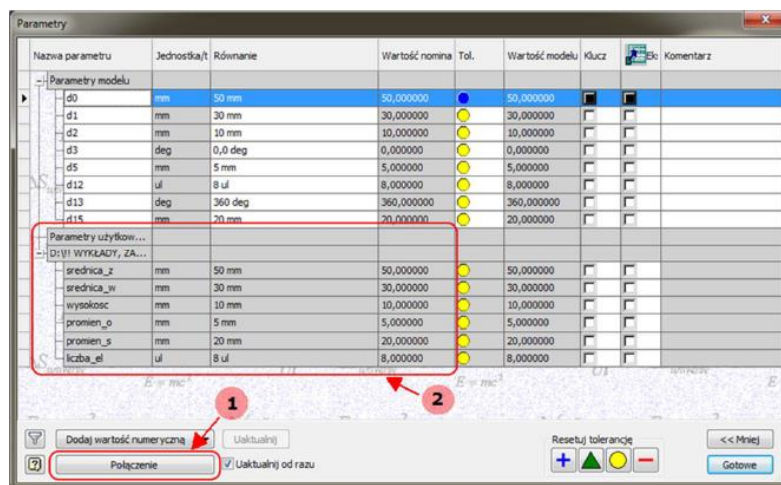 Parametry
Nazwa parametru Jednostka/t Równanie Wartość nomina Tol. Wartość modelu Klucz Ek: Komentarz
Parametry modelu
d0 mm 50 mm 50,000000 50,000000
d1 mm 30 mm 30,000000 30,000000
d2 mm 10 mm 10,000000 10,000000
d3 deg 0,0 deg 0,000000 0,000000
d5 mm 5 mm 5,000000 5,000000
d12 ul 8 ul 8,000000 8,000000
d13 deg 360 deg 360,000000 360,000000
d15 mm 20 mm 20,000000 20,000000
Parametry użytkow...
D:\!! WYKŁADY, ZA...
srednica_z mm 50 mm 50,000000 50,000000
srednica_w mm 30 mm 30,000000 30,000000
wysokosc mm 10 mm 10,000000 10,000000
promien_o mm 5 mm 5,000000 5,000000
promien_s mm 20 mm 20,000000 20,000000
liczba_el ul 8 ul 8,000000 8,000000
1
2
Dodaj wartość numeryczną Uaktualnij Resetuj tolerancję << Mniej
Połączenie Uaktualnij od razu Gotowe